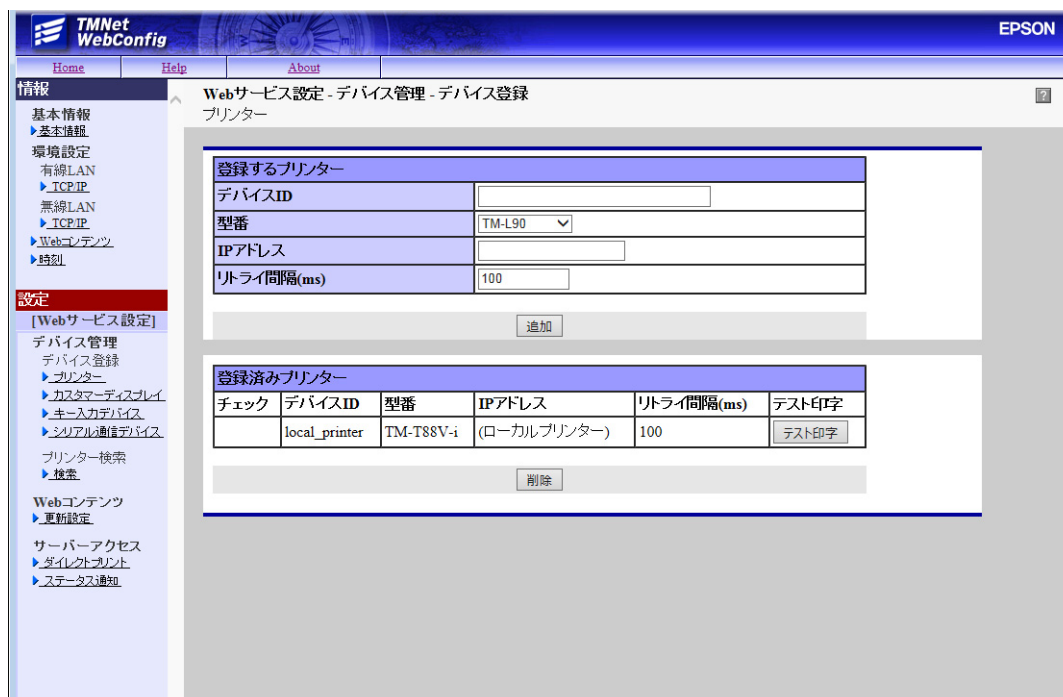 TMNet
WebConfig
EPSON
Home Help About
情報
基本情報
基本情報
環境設定
有線LAN
TCP/IP
無線LAN
TCP/IP
Webコンテンツ
時刻
設定
[Webサービス設定]
デバイス管理
デバイス登録
プリンター
カスタマーディスプレイ
キー入力デバイス
シリアル通信デバイス
プリンター検索
検索
Webコンテンツ
更新設定
サーバーアクセス
ダイレクトプリント
ステータス通知
Webサービス設定 - デバイス管理 - デバイス登録
?
プリンター
登録するプリンター
デバイスID
型番 TM-L90
IPアドレス
リトライ間隔(ms) 100
追加
登録済みプリンター
チェック デバイスID 型番 IPアドレス リトライ間隔(ms) テスト印字
local_printer TM-T88V-i (ローカルプリンター) 100 テスト印字
削除